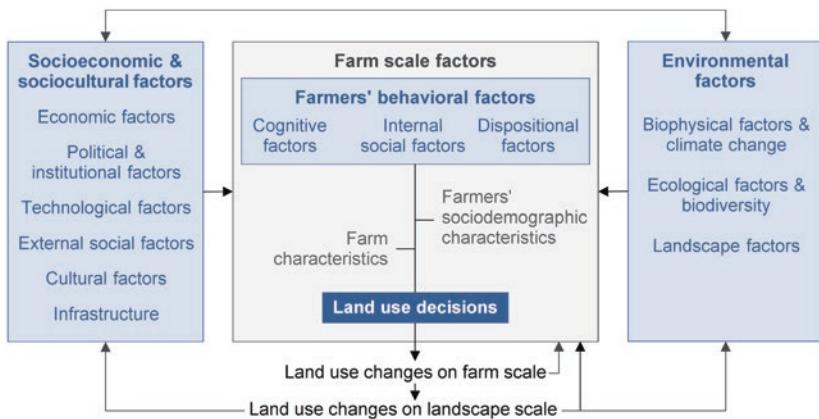 Socioeconomic &
sociocultural factors
Economic factors
Political &
institutional factors
Technological factors
External social factors
Cultural factors
Infrastructure
Farm scale factors
Farmers' behavioral factors
Cognitive
factors
Internal
social factors
Dispositional
factors
Farmers'
sociodemographic
characteristics
Farm
characteristics
Land use decisions
Environmental
factors
Biophysical factors &
climate change
Ecological factors &
biodiversity
Landscape factors
Land use changes on farm scale
Land use changes on landscape scale